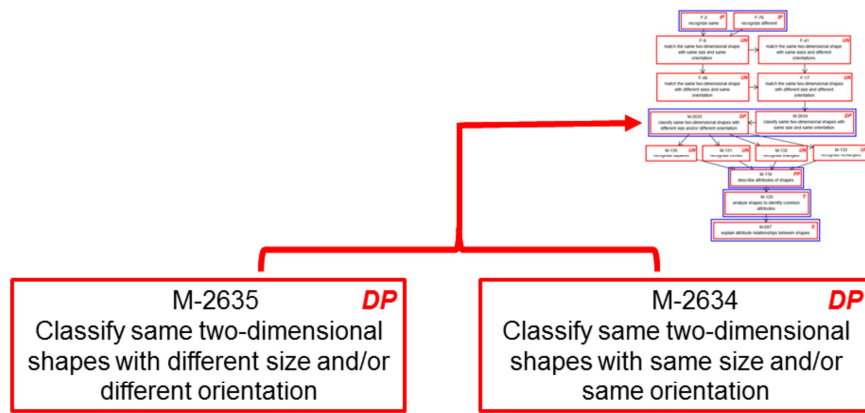 F-2
IP
recognize same
F-76
IP
recognize different
F-5
UN
match the same two-dimensional shape
with same size and same
orientation
F-41
UN
match the same two-dimensional shape
with same sizes and different
orientations
F-46
UN
match the same two-dimensional shape
with different sizes and same
orientation
F-17
UN
match the same two-dimensional
shapes with different size and different
orientation
M-2635
DP
classify same two-dimensional shapes with
different size and/or different orientation
M-2634
DP
classify same two-dimensional shapes with
same size and same orientation
M-130
UN
recognize squares
M-131
UN
recognize circles
M-132
UN
recognize triangles
M-133
recognize rectangles
M-119
PP
describe attributes of shapes
M-120
T
analyze shapes to identify common
attributes
M-697
S
explain attribute relationships between shapes
M-2635
DP
Classify same two-dimensional
shapes with different size and/or
different orientation
M-2634
DP
Classify same two-dimensional
shapes with same size and/or
same orientation